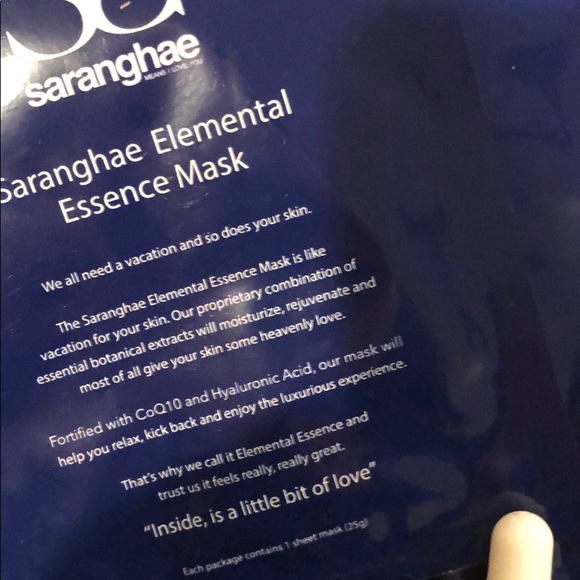 saranghae
MEANS I LOVE YOU
Saranghae Elemental
Essence Mask
We all need a vacation and so does your skin.
The Saranghae Elemental Essence Mask is like
vacation for your skin. Our proprietary combination of
essential botanical extracts will moisturize, rejuvenate and
most of all give your skin some heavenly love.
Fortified with CoQ10 and Hyaluronic Acid, our mask will
help you relax, kick back and enjoy the luxurious experience.
That's why we call it Elemental Essence and
trust us it feels really, really great.
“Inside, is a little bit of love”
Each package contains 1 sheet mask (25g)